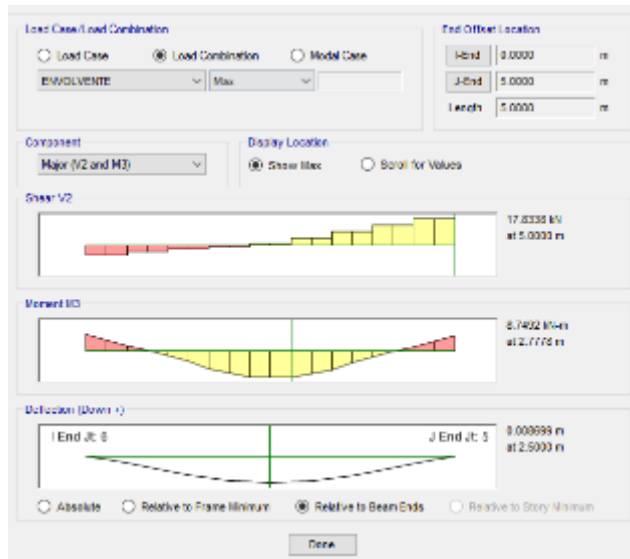 Load Case/Load Combination
End Offset Location
Load Case Load Combination Modal Case
ENVOLVENTE Max
I-End 0.0000 m
J-End 5.0000 m
Length 5.0000 m
Component
Display Location
Major (V2 and M3)
Show Max Scroll for Values
Shear V2
17.8338 kN
at 5.0000 m
Moment M3
8.7492 kN-m
at 2.7778 m
Deflection (Down +)
I End Jt: 6
J End Jt: 5
0.008699 m
at 2.5000 m
Absolute Relative to Frame Minimum Relative to Beam Ends Relative to Story Minimum
Done